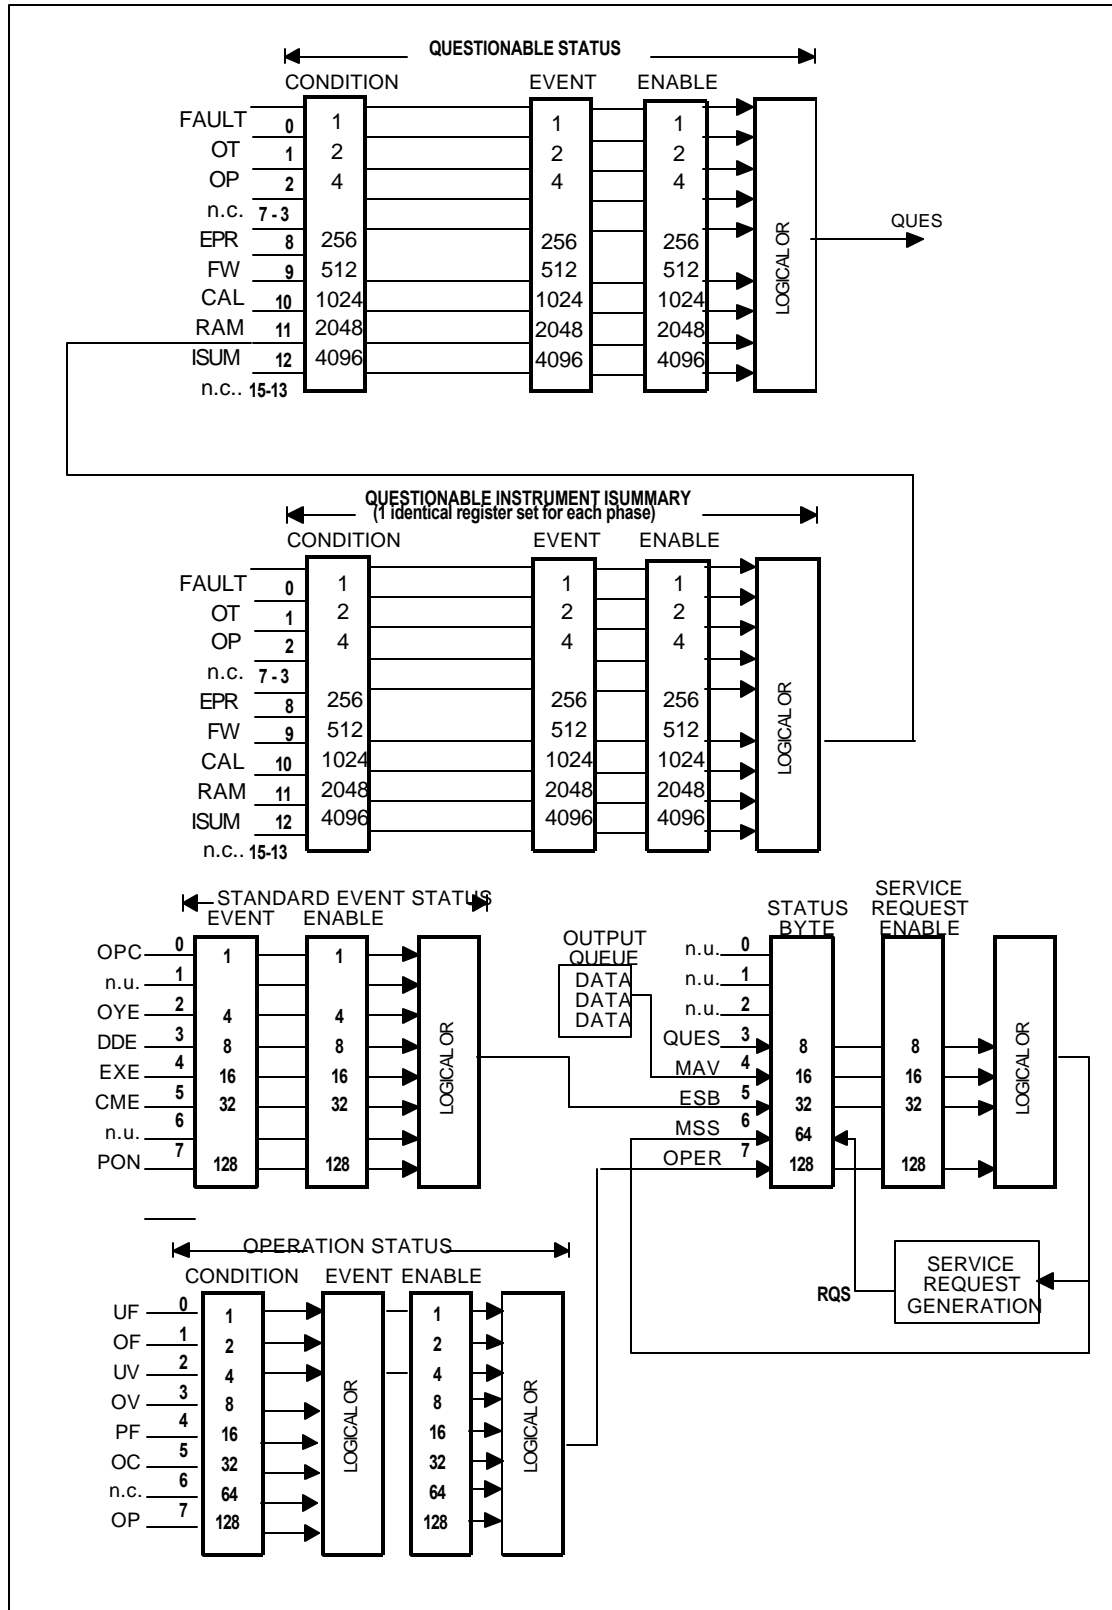 QUESTIONABLE STATUS
CONDITION EVENT ENABLE
FAULT 0 1 1 1
OT 1 2 2 2
OP 2 4 4 4
n.c. 7 - 3
EPR 8 256 256 256
FW 9 512 512 512
CAL 10 1024 1024 1024
RAM 11 2048 2048 2048
ISUM 12 4096 4096 4096
n.c.. 15-13
LOGICAL OR
QUES
QUESTIONABLE INSTRUMENT ISUMMARY
(1 identical register set for each phase)
CONDITION EVENT ENABLE
FAULT 0 1 1 1
OT 1 2 2 2
OP 2 4 4 4
n.c. 7 - 3
EPR 8 256 256 256
FW 9 512 512 512
CAL 10 1024 1024 1024
RAM 11 2048 2048 2048
ISUM 12 4096 4096 4096
n.c.. 15-13
LOGICAL OR
STANDARD EVENT STATUS
EVENT ENABLE
OPC 0 1 1
n.u. 1
OYE 2 4 4
DDE 3 8 8
EXE 4 16 16
CME 5 32 32
n.u. 6
PON 7 128 128
LOGICAL OR
OUTPUT
QUEUE
DATA
DATA
DATA
STATUS
BYTE
SERVICE
REQUEST
ENABLE
n.u. 0
n.u. 1
n.u. 2
QUES 3 8 8
MAV 4 16 16
ESB 5 32 32
MSS 6 64
OPER 7 128 128
LOGICAL OR
RQS
SERVICE
REQUEST
GENERATION
OPERATION STATUS
CONDITION EVENT ENABLE
UF 0 1 1
OF 1 2 2
UV 2 4 4
OV 3 8 8
PF 4 16 16
OC 5 32 32
n.c. 6 64 64
OP 7 128 128
LOGICAL OR
LOGICAL OR